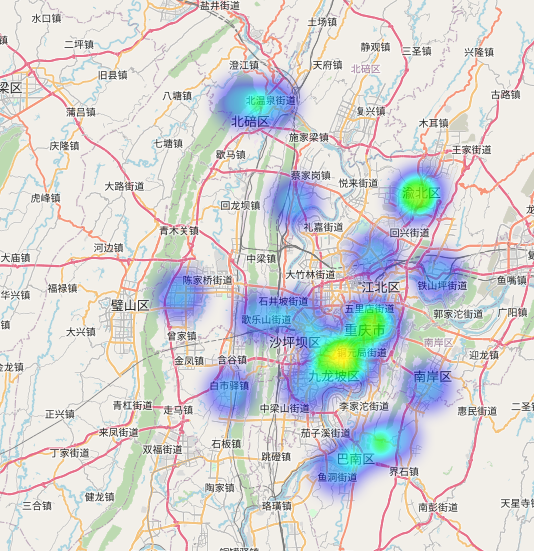 盐井街道
水口镇
土场镇
二坪镇
静观镇
三圣镇
兴隆镇
澄江镇
天府镇
北碚区
旧县镇
梁区
八塘镇
古路镇
北温泉街道
蒲吕镇
复兴镇
北碚区
木耳镇
施家梁镇
庆隆镇
七塘镇
王家街道
歇马镇
蔡家岗镇
大路街道
悦来街道
渝北区
虎峰镇
回龙坝镇
礼嘉街道
青木关镇
回兴街道
河边镇
大庙镇
中梁镇
大竹林街道
陈家桥街道
铁山坪街道
鱼嘴镇
福禄镇
江北区
华兴镇
石井坡街道
璧山区
五里店街道
郭家沱街道
广阳镇
歌乐山街道
大兴镇
重庆市
曾家镇
沙坪坝区
南岸区
铜元局街道
迎龙镇
金凤镇
含谷镇
金龙镇
九龙坡区
南岸区
白市驿镇
青杠街道
走马镇
中梁山街道
李家沱街道
惠民街道
正兴镇
来凤街道
茄子溪街道
双福街道
石板镇
丁家街道
跳磴镇
巴南区
界石镇
鱼洞街道
陶家镇
健龙镇
三合镇
珞璜镇
南彭街道
天星寺